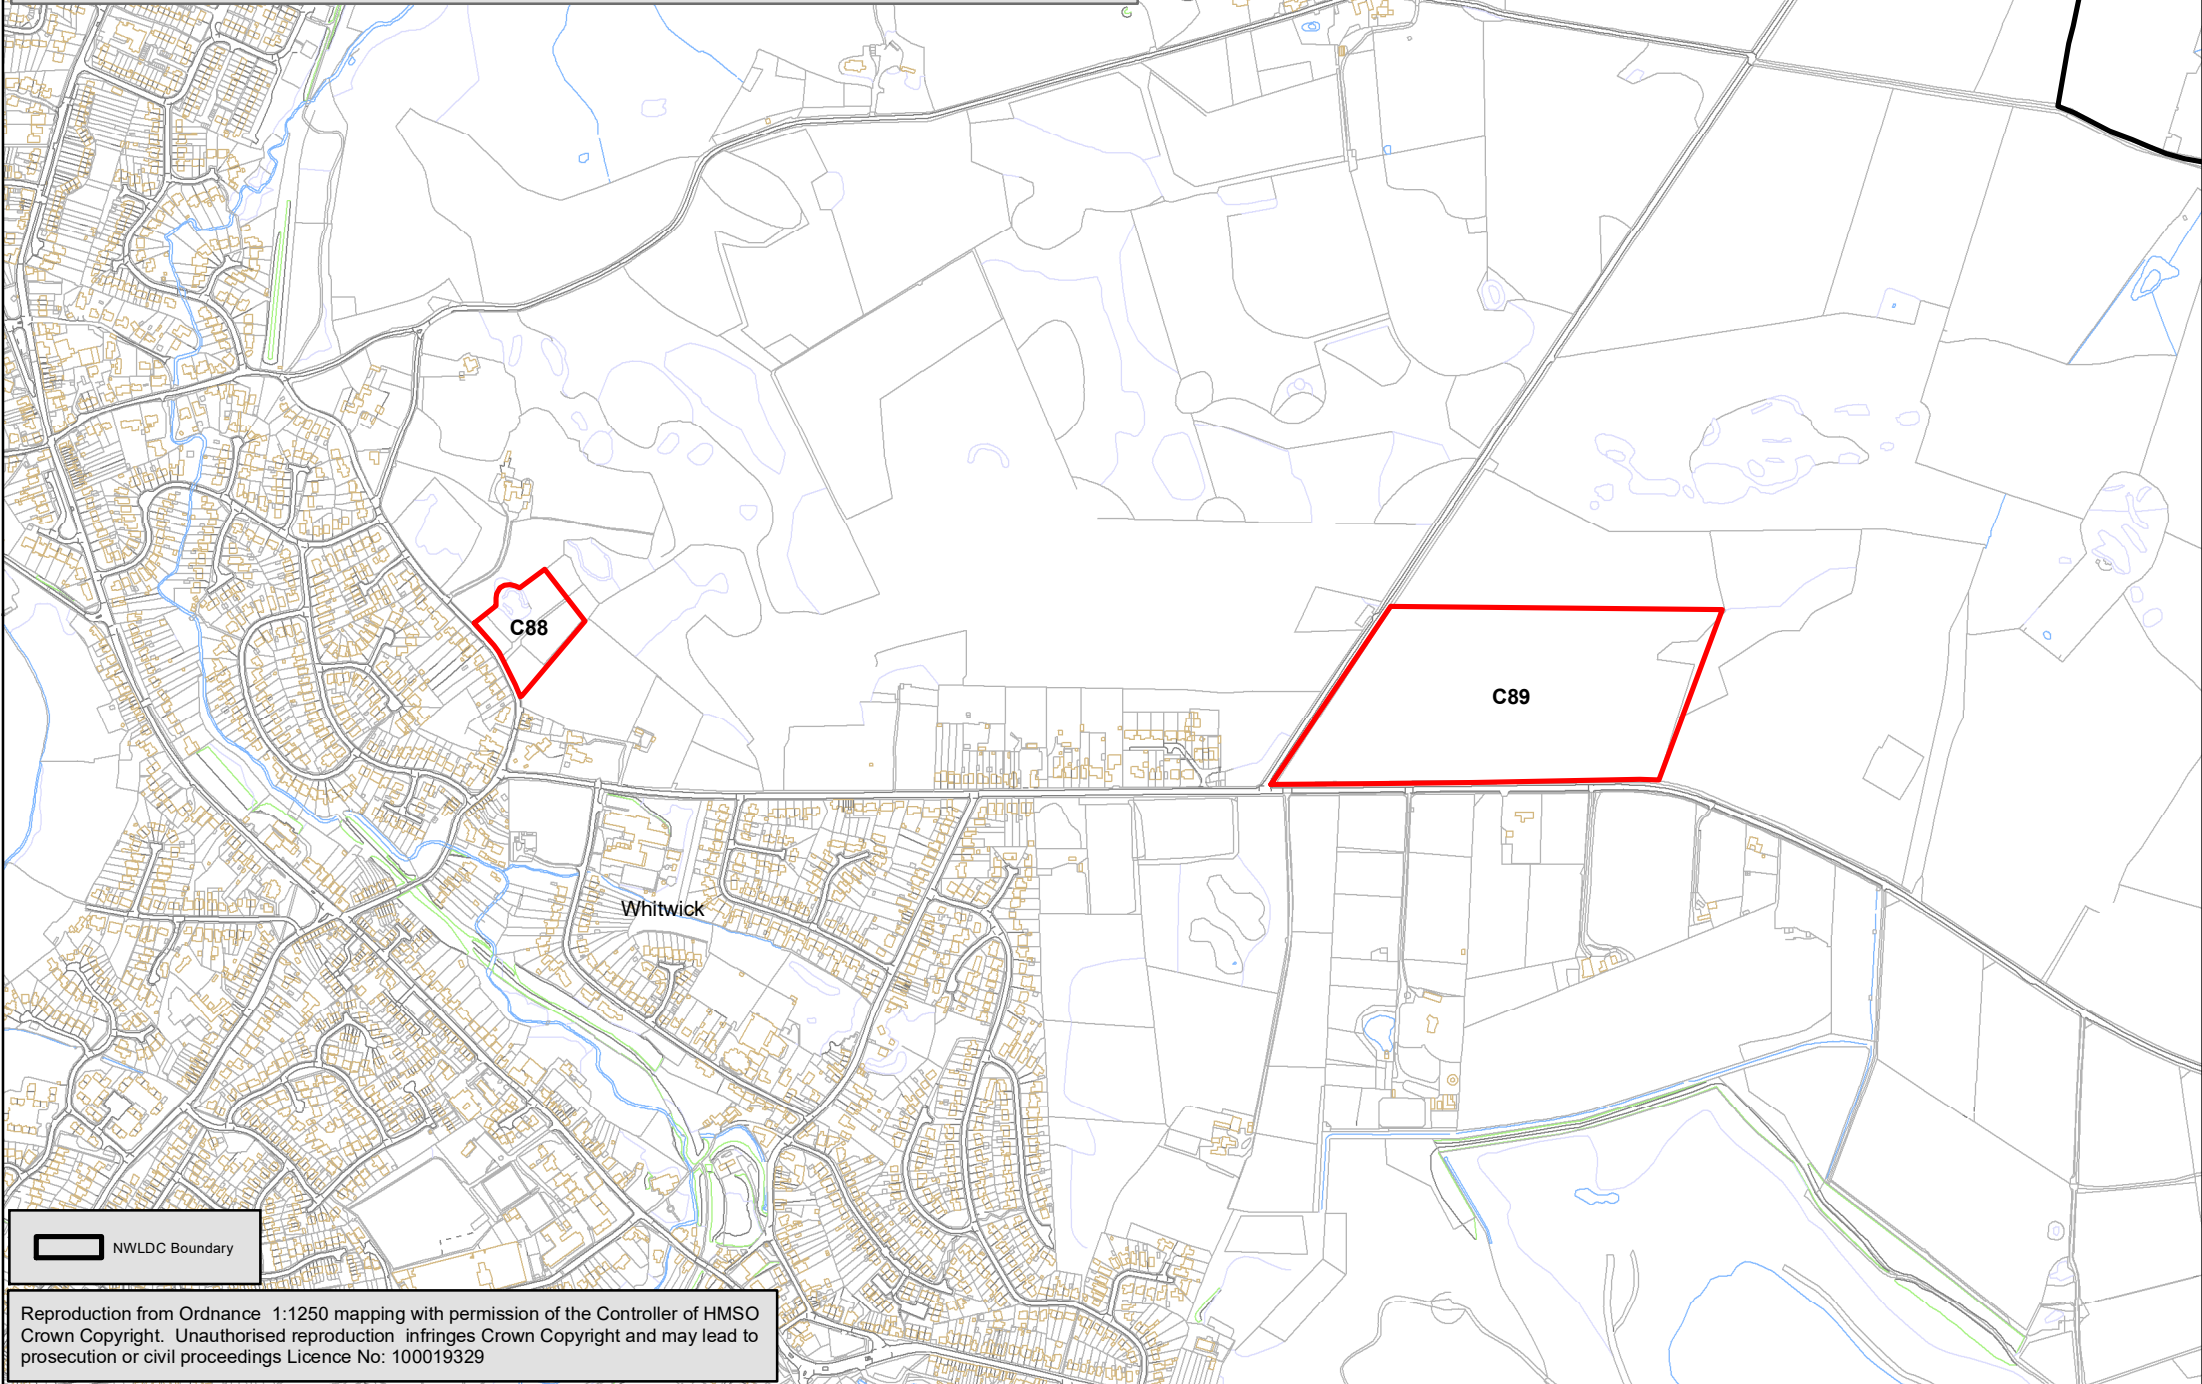 C88
C89
Whitwick
NWLDC Boundary
Reproduction from Ordnance 1:1250 mapping with permission of the Controller of HMSO
Crown Copyright. Unauthorised reproduction infringes Crown Copyright and may lead to
prosecution or civil proceedings Licence No: 100019329